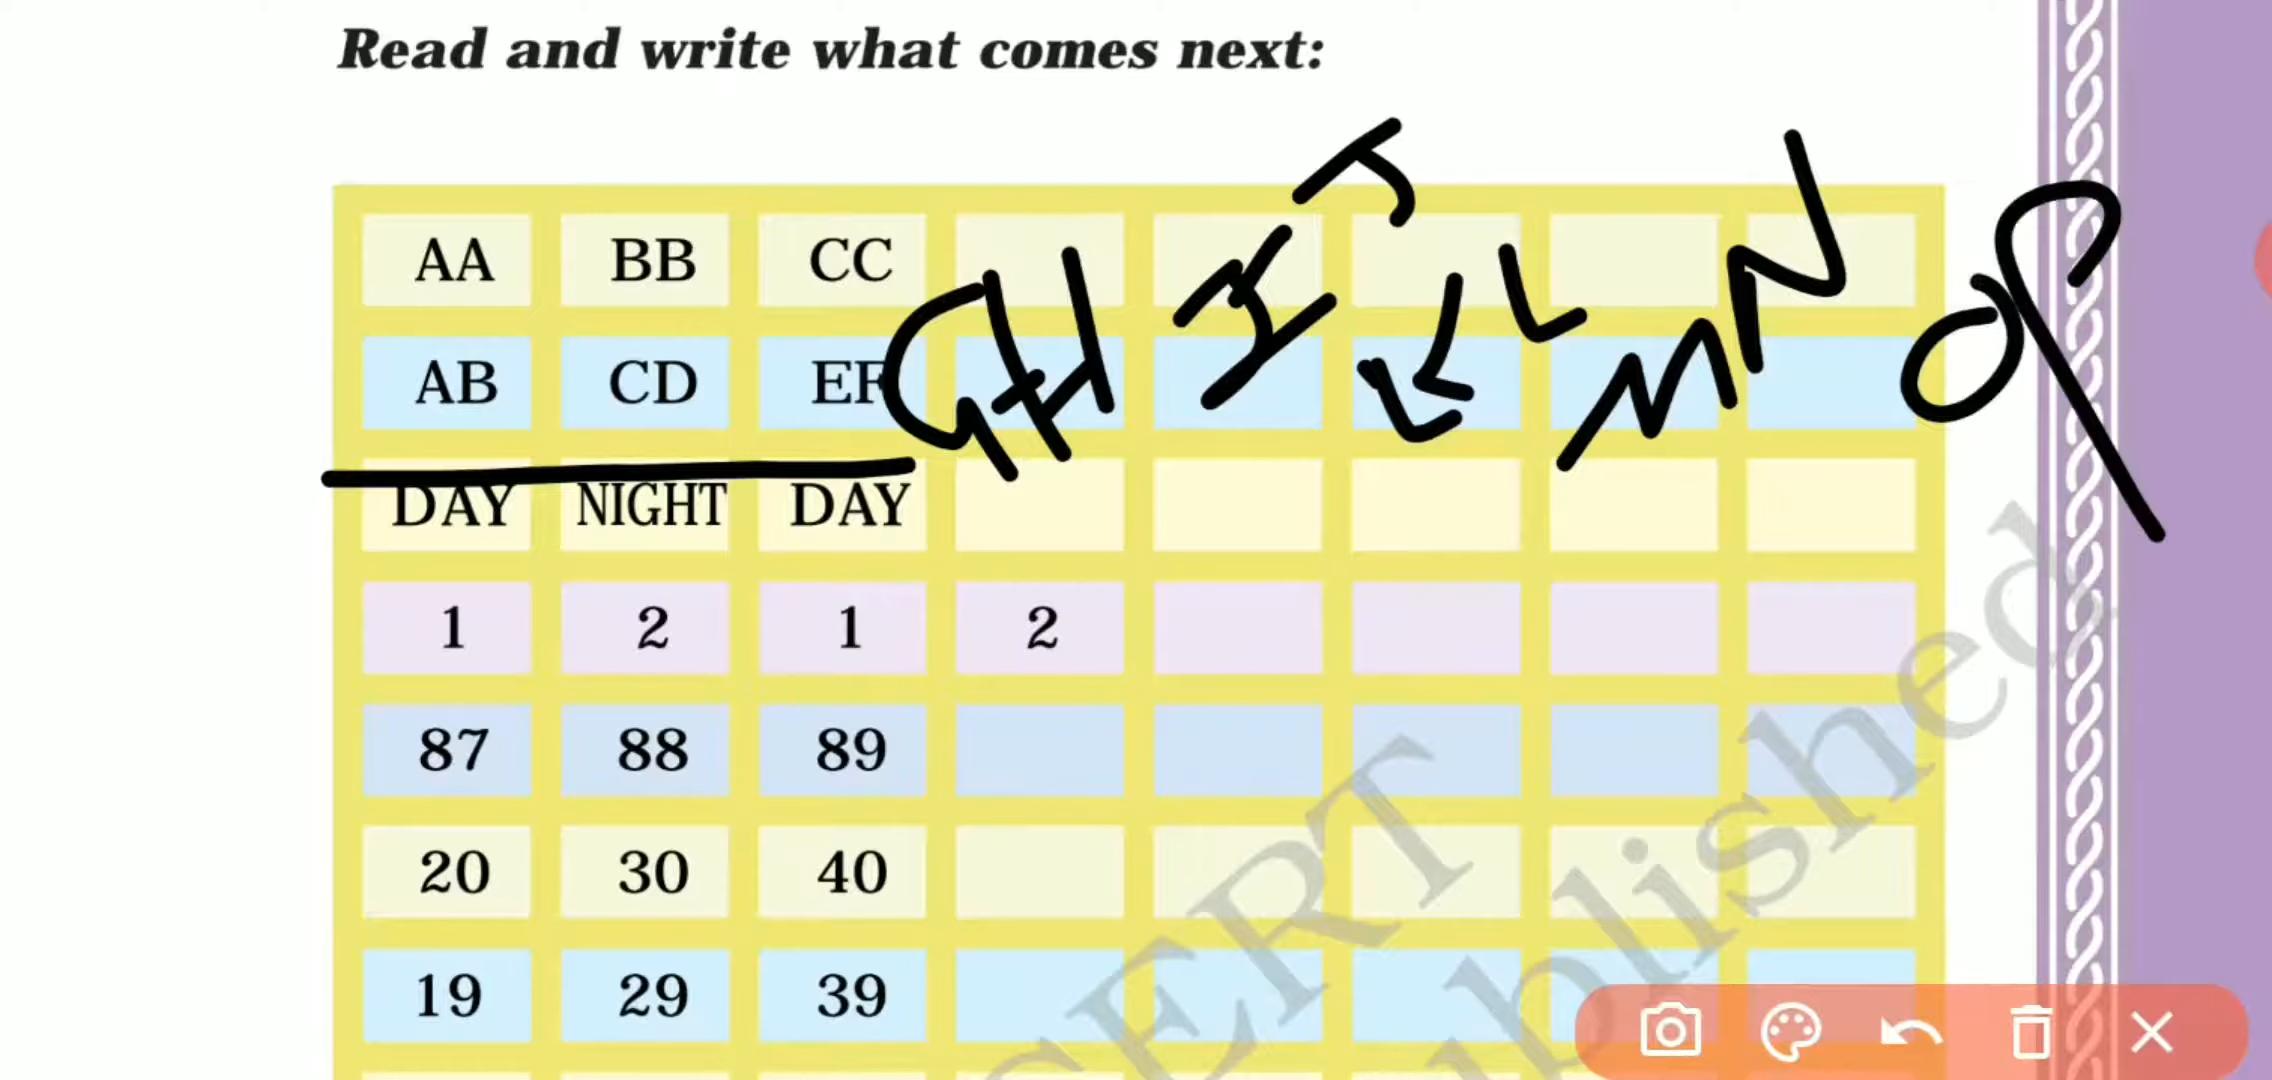 Read and write what comes next:
AA BB CC
AB CD EF GH IJ KL MN OP
DAY NIGHT DAY
1 2 1 2
87 88 89
20 30 40
19 29 39